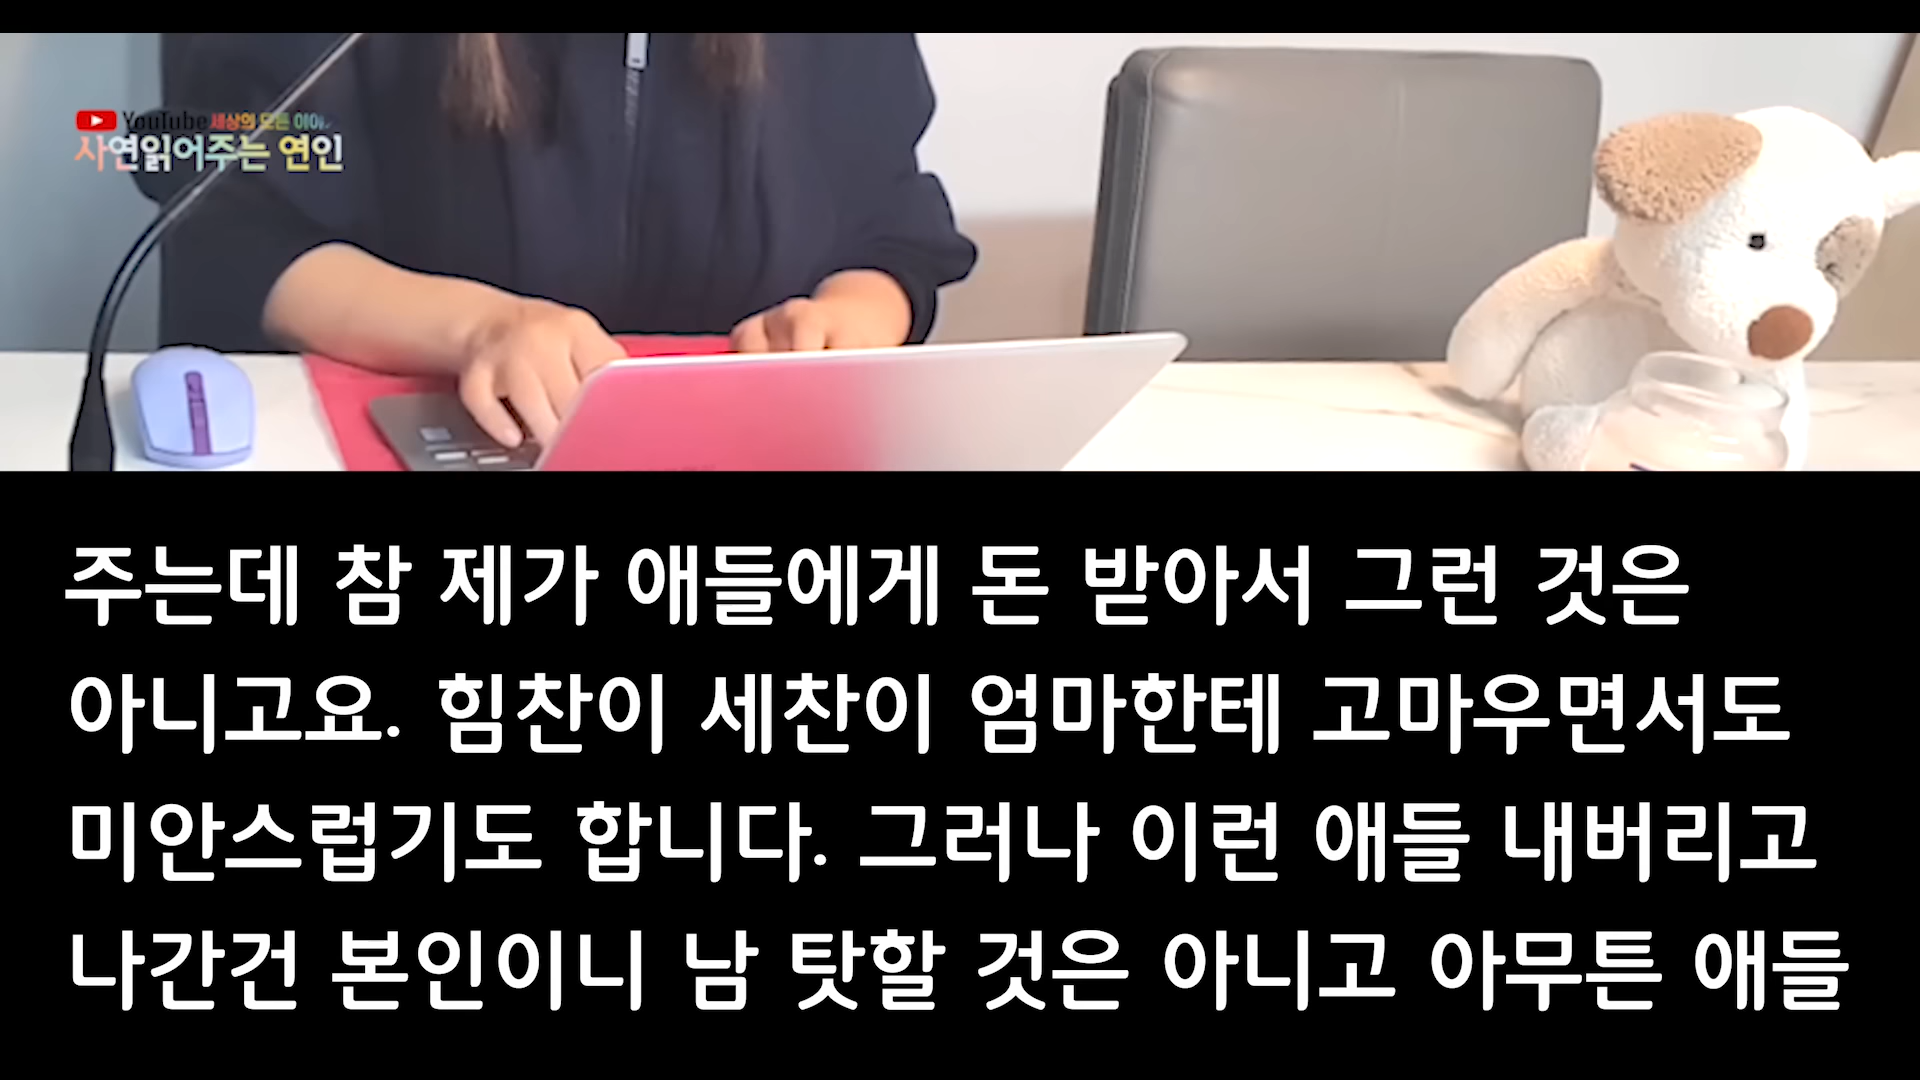 YouTube 세상의 모든 이야
사연읽어주는 연인
주는데 참 제가 애들에게 돈 받아서 그런 것은
아니고요. 힘찬이 세찬이 엄마한테 고마우면서도
미안스럽기도 합니다. 그러나 이런 애들 내버리고
나간건 본인이니 남 탓할 것은 아니고 아무튼 애들